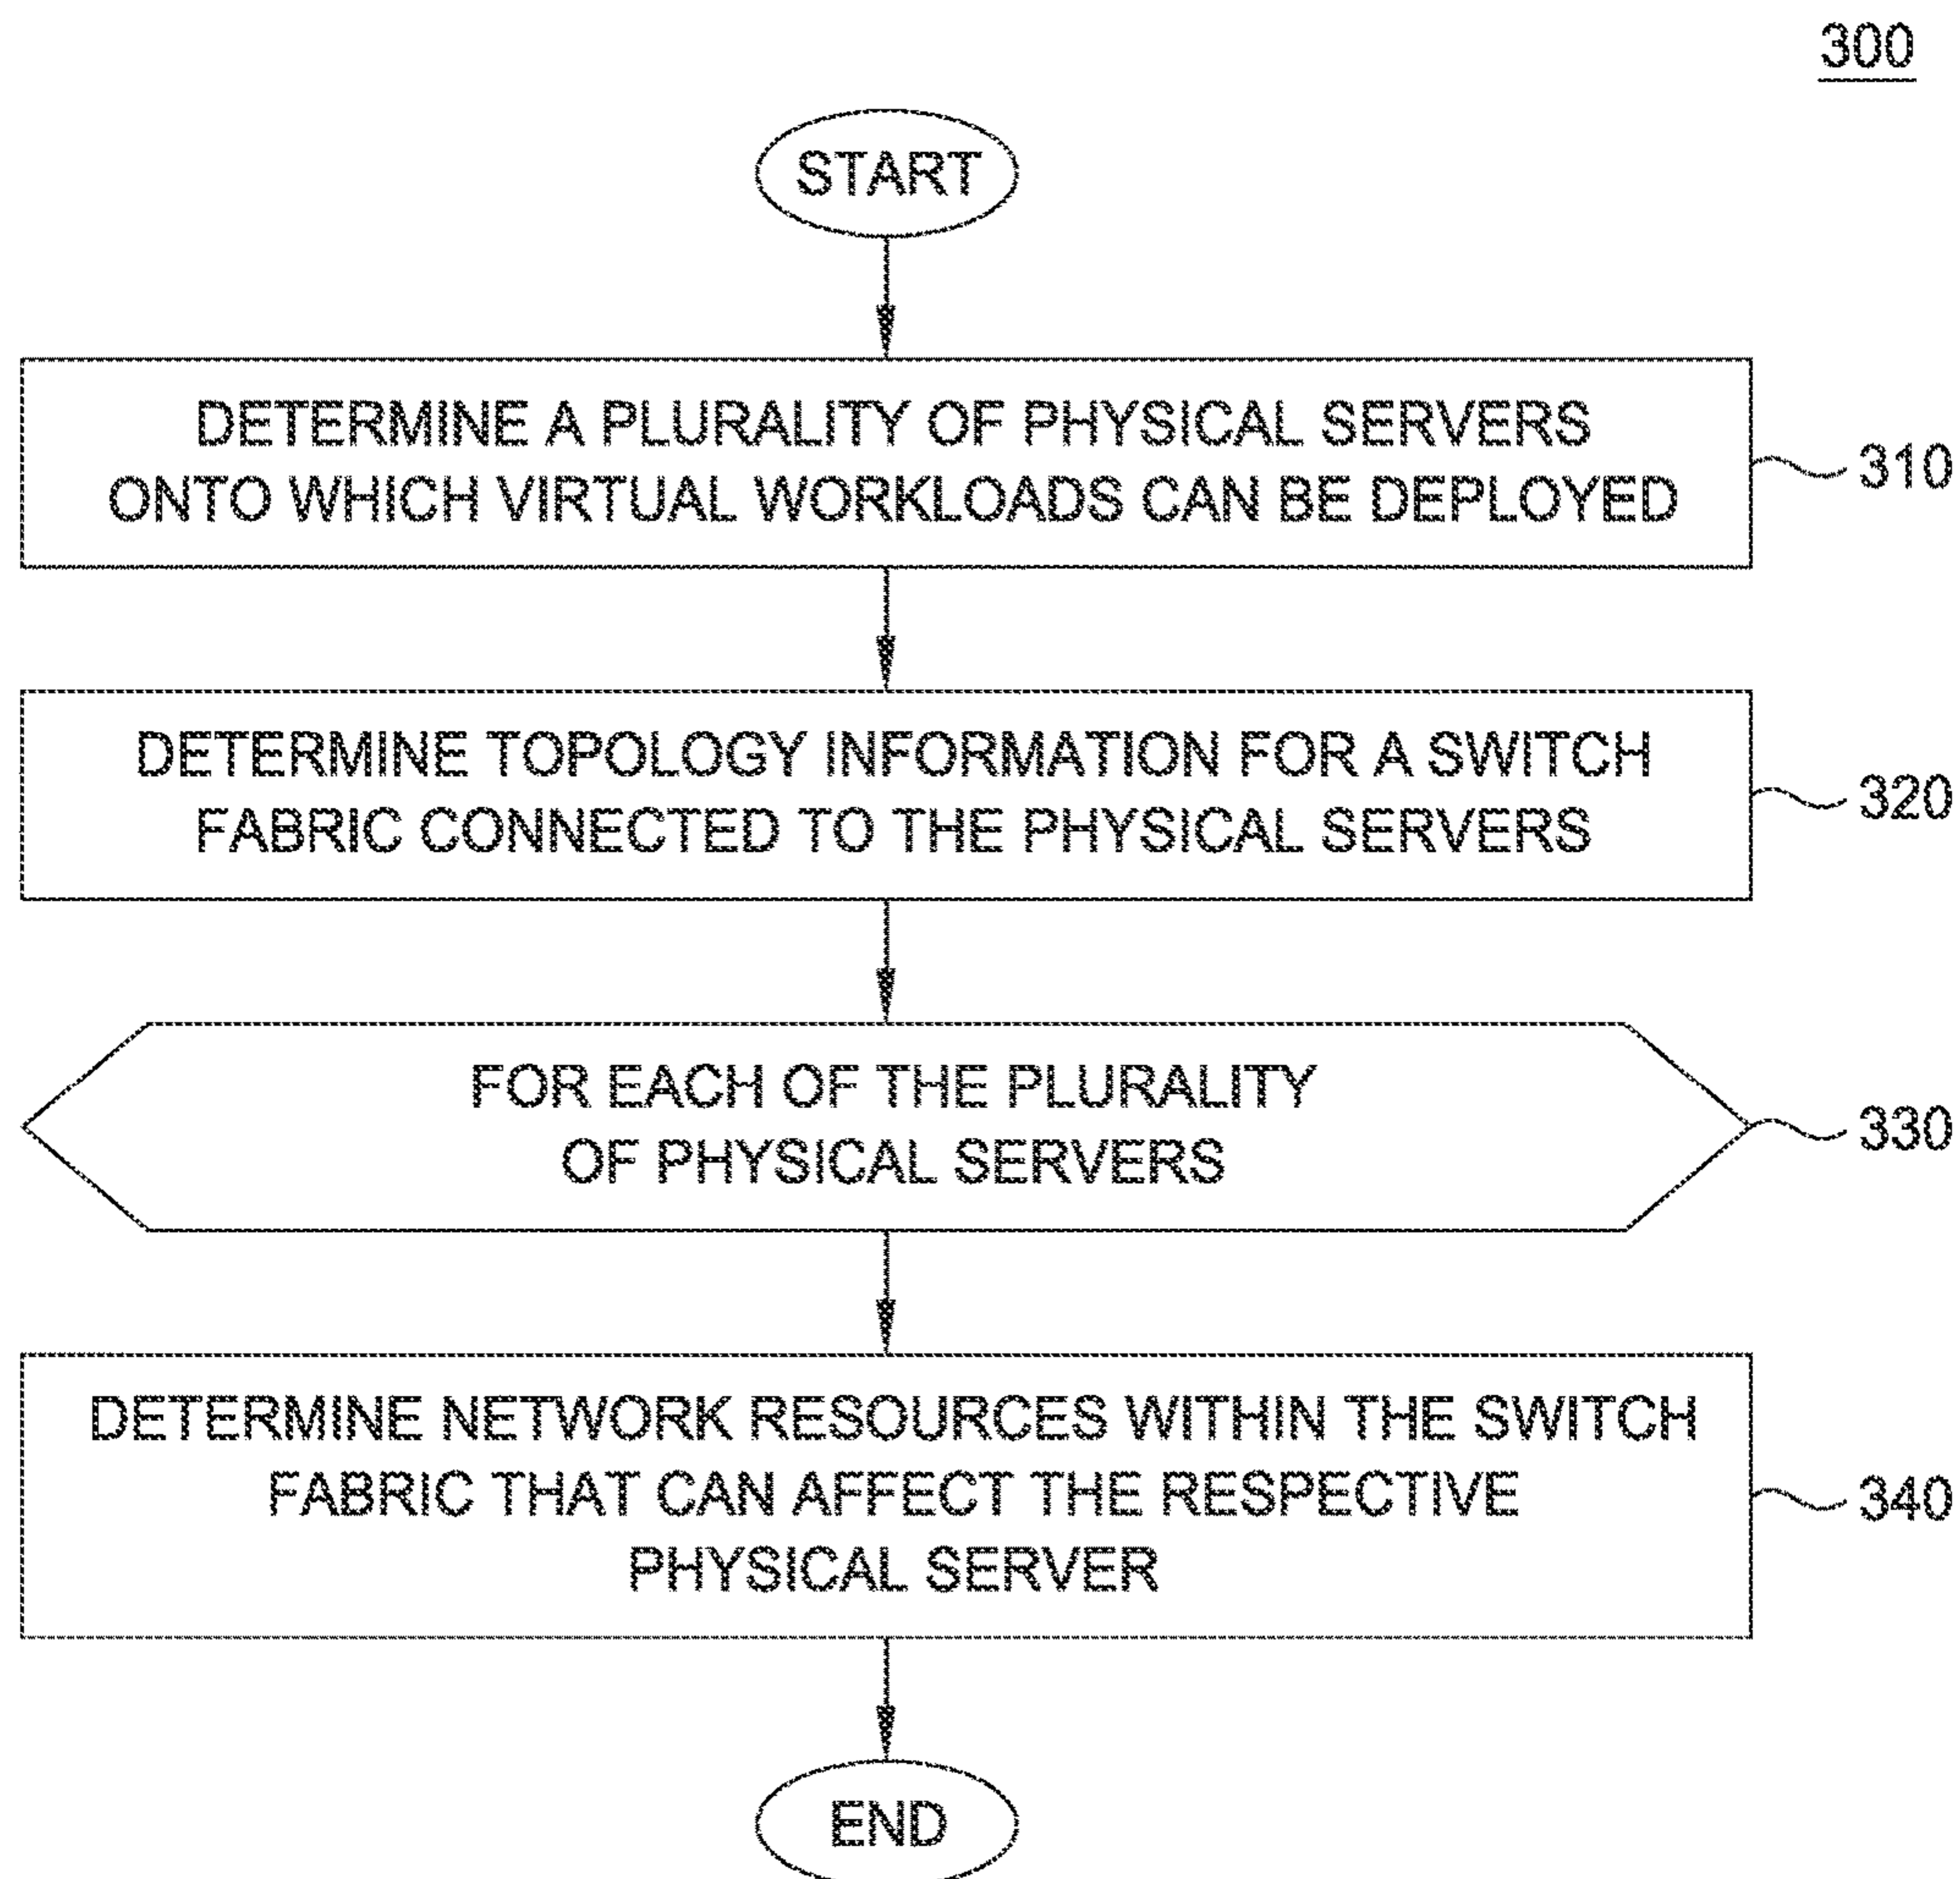 300
START
DETERMINE A PLURALITY OF PHYSICAL SERVERS
ONTO WHICH VIRTUAL WORKLOADS CAN BE DEPLOYED
310
DETERMINE TOPOLOGY INFORMATION FOR A SWITCH
FABRIC CONNECTED TO THE PHYSICAL SERVERS
320
FOR EACH OF THE PLURALITY
OF PHYSICAL SERVERS
330
DETERMINE NETWORK RESOURCES WITHIN THE SWITCH
FABRIC THAT CAN AFFECT THE RESPECTIVE
PHYSICAL SERVER
340
END